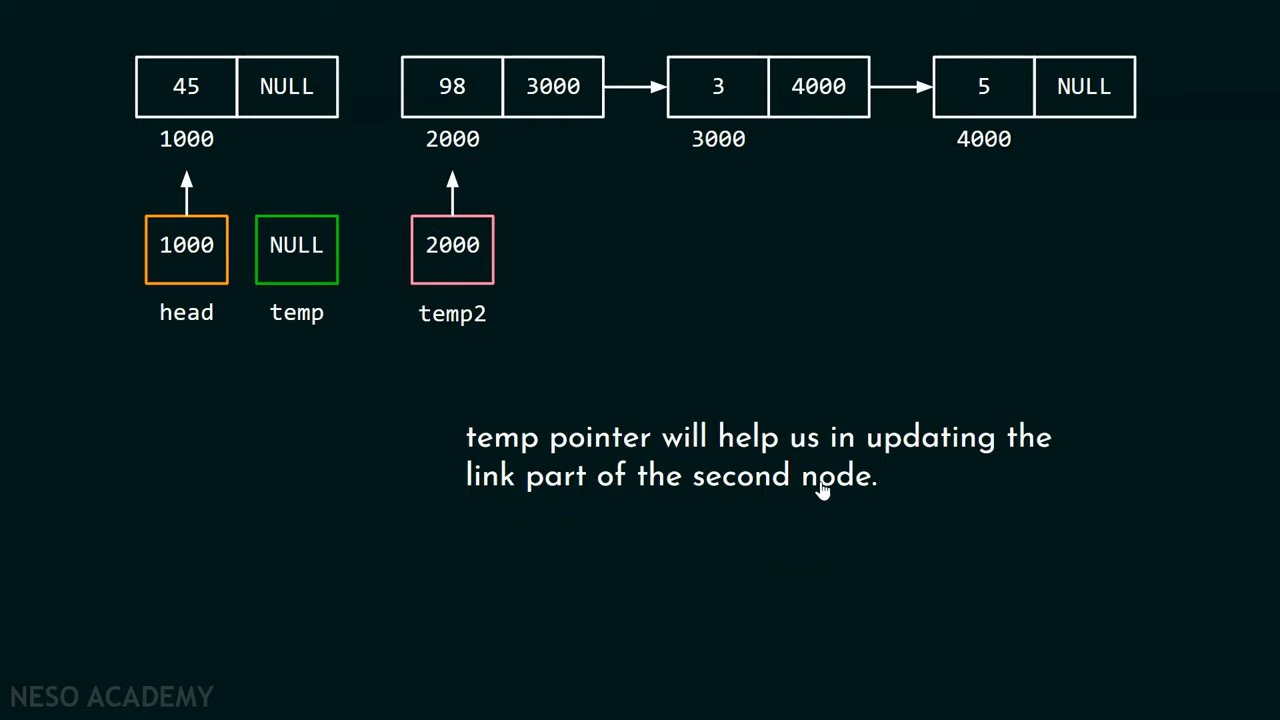 45 NULL 98 3000 3 4000 5 NULL
1000 2000 3000 4000
1000 NULL 2000
head temp temp2
temp pointer will help us in updating the
link part of the second node.
NESO ACADEMY